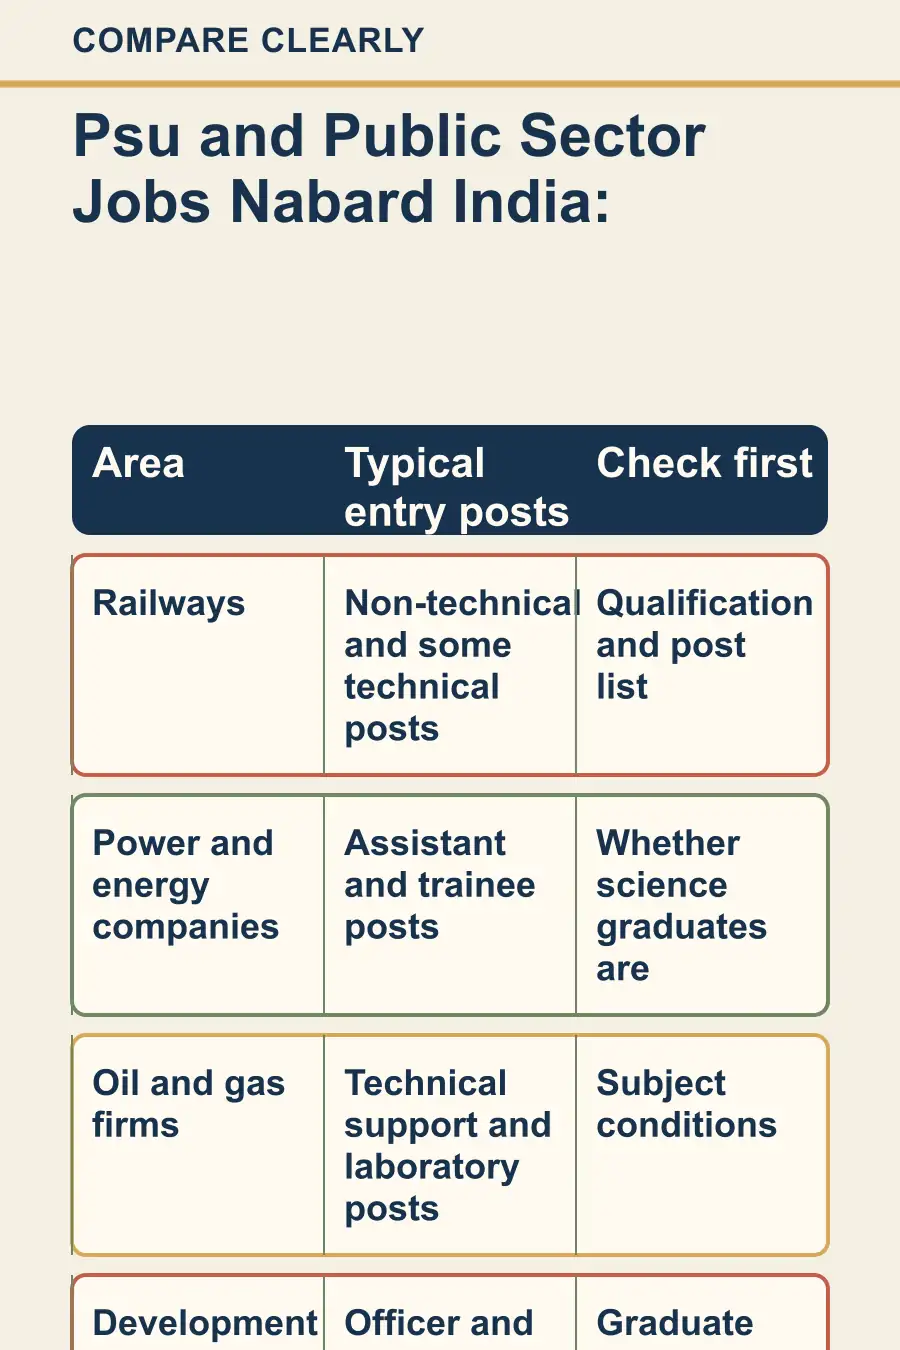 COMPARE CLEARLY
Psu and Public Sector
Jobs Nabard India:
Area
Typical
entry posts
Check first
Railways
Non-technical
and some
technical
posts
Qualification
and post
list
Power and
energy
companies
Assistant
and trainee
posts
Whether
science
graduates
are
Oil and gas
firms
Technical
support and
laboratory
posts
Subject
conditions
Development
Officer and
Graduate